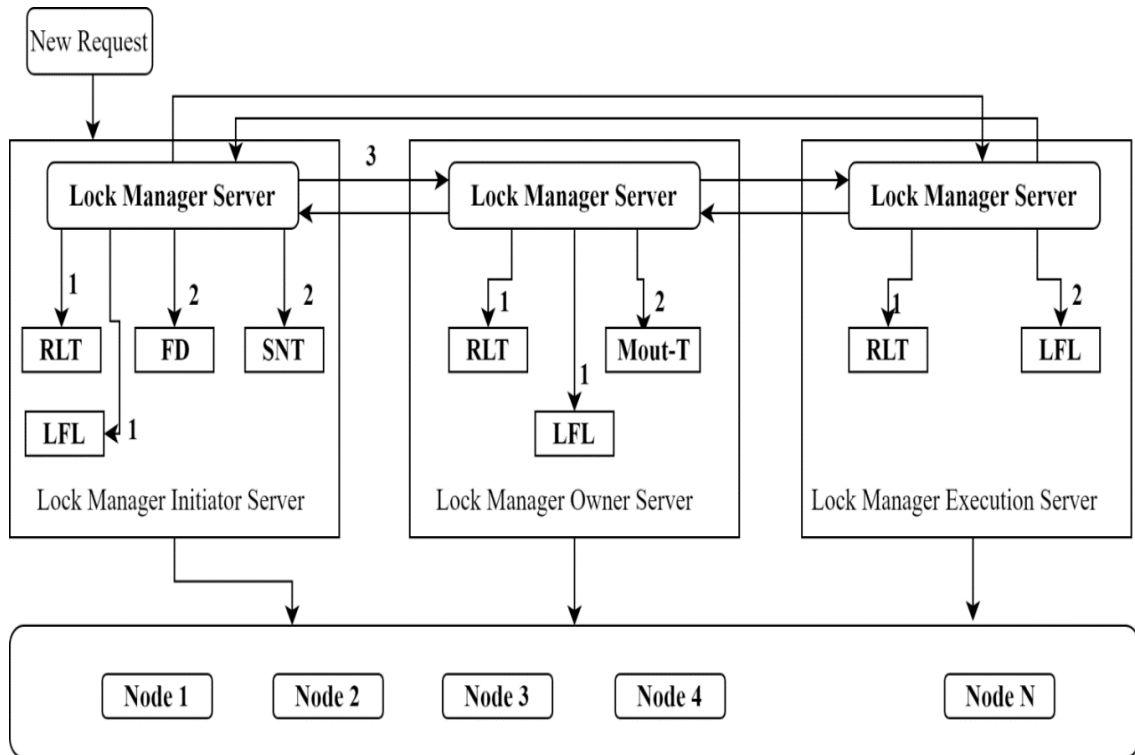 New Request
3
Lock Manager Server
Lock Manager Server
Lock Manager Server
1
2
2
1
2
1
2
RLT
FD
SNT
RLT
Mout-T
RLT
LFL
1
LFL
1
LFL
Lock Manager Initiator Server
Lock Manager Owner Server
Lock Manager Execution Server
Node 1
Node 2
Node 3
Node 4
Node N